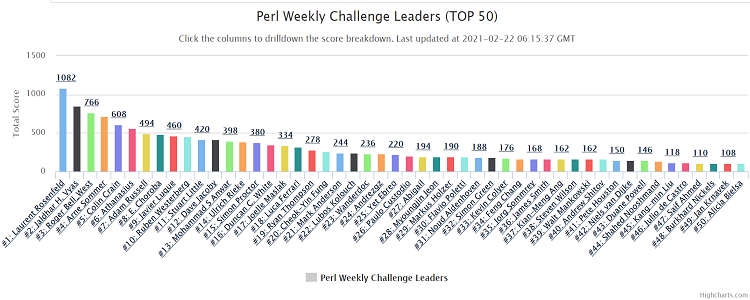 Perl Weekly Challenge Leaders (TOP 50)
Click the columns to drilldown the score breakdown. Last updated at 2021-02-22 06:15:37 GMT
Total Score
1500
1000
500
0
1082
766
608
494
460
420
398
380
334
278
244
236
220
194
190
188
176
168
162
162
150
146
118
110
108
#1: Laurent Rosenfeld
#2: Jaldhar H. Vyas
#3: Roger Bell_West
#4: Arne Sommer
#5: Colin Crain
#6: Athanasius
#7: Adam Russell
#8: E. Choroba
#9: Javier Luque
#10: Ruben Westerberg
#11: Stuart Little
#12: Dave Jacoby
#13: Mohammad S Anwar
#14: Ulrich Rieke
#15: Simon Proctor
#16: Duncan C. White
#17: Joelle Maslak
#18: Luca Ferrari
#19: Ryan Thompson
#20: Cheok-Yin Fung
#21: Mark Anderson
#22: Lubos Kolouch
#23: Wanderdoc
#24: Andrezgz
#25: Yet Ebreo
#26: Paulo Custodio
#27: Abigail
#28: Myoungjin Jeon
#29: Markus Holzer
#30: Flavio Poletti
#31: Noud Aldenhoven
#32: Simon Green
#33: Kevin Colyer
#34: Feng Chang
#35: Jorg Sommrey
#36: James Smith
#37: Kian-Meng Ang
#38: Steven Wilson
#39: Walt Mankowski
#40: Andrew Shitov
#41: Pete Houston
#42: Niels van Dijke
#43: Duane Powell
#44: Shahed Nooshmand
#45: Kang-min Liu
#46: Julio de Castro
#47: Saif Ahmed
#48: Burkhard Nickels
#49: Jan Krnavek
#50: Alicia Bielsa
Perl Weekly Challenge Leaders
Highcharts.com